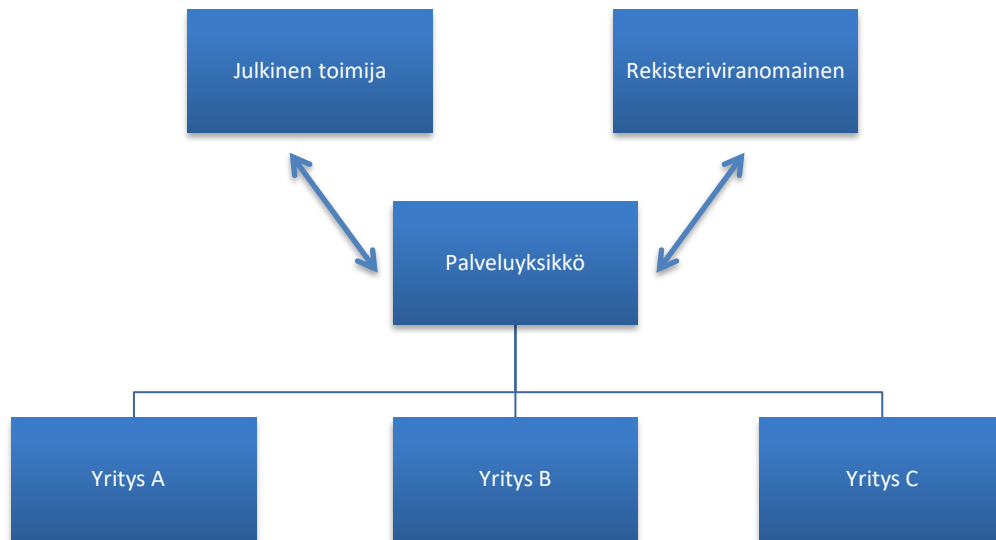 Julkinen toimija
Rekisteriviranomainen
Palveluyksikkö
Yritys A
Yritys B
Yritys C